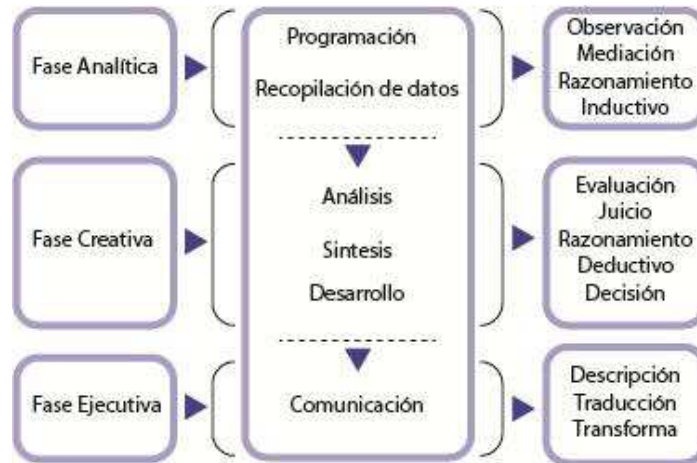 Fase Analítica
Programación
Recopilación de datos
Observación
Mediación
Razonamiento
Inductivo
Fase Creativa
Análisis
Sintesis
Desarrollo
Evaluación
Juicio
Razonamiento
Deductivo
Decisión
Fase Ejecutiva
Comunicación
Descripción
Traducción
Transforma